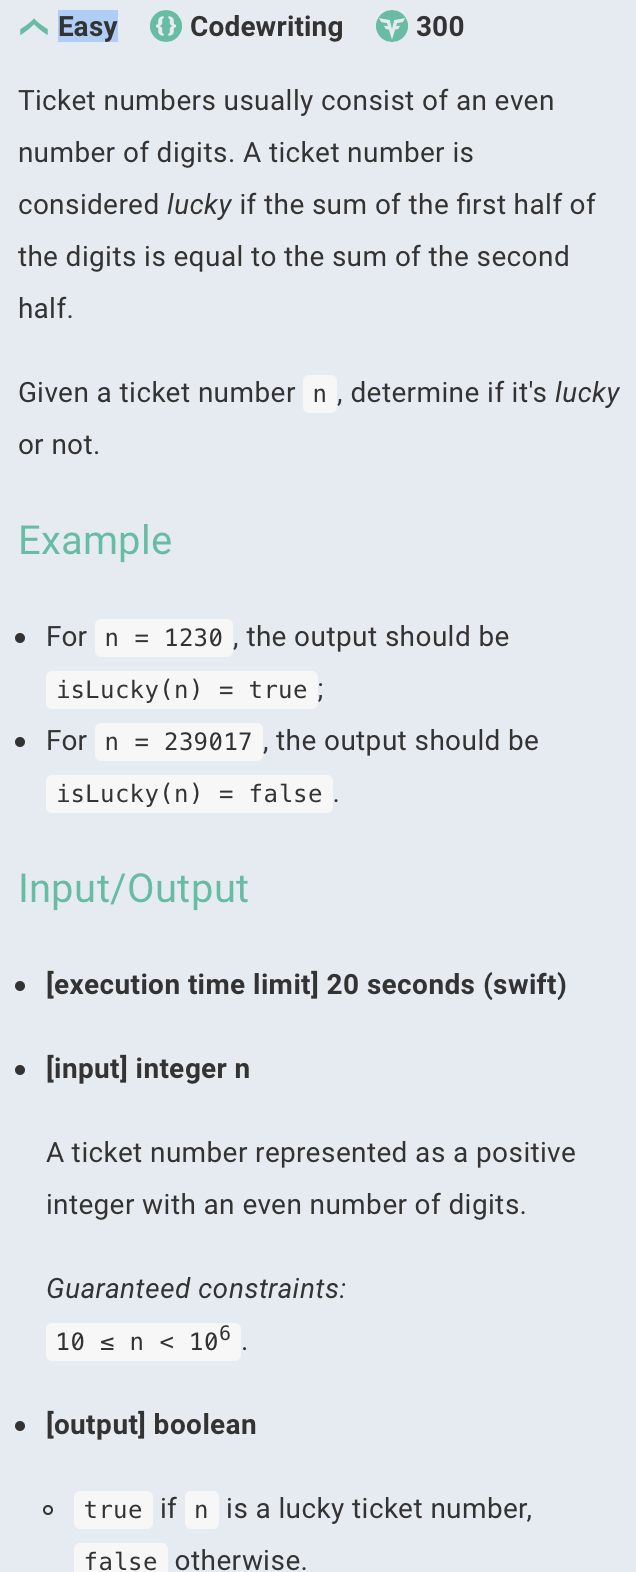 Easy Codewriting 300
Ticket numbers usually consist of an even
number of digits. A ticket number is
considered lucky if the sum of the first half of
the digits is equal to the sum of the second
half.
Given a ticket number n, determine if it's lucky
or not.
Example
• For n = 1230, the output should be
isLucky(n) = true;
• For n = 239017, the output should be
isLucky(n) = false.
Input/Output
• [execution time limit] 20 seconds (swift)
• [input] integer n
A ticket number represented as a positive
integer with an even number of digits.
Guaranteed constraints:
10 ≤ n < 10⁶.
• [output] boolean
◦ true if n is a lucky ticket number,
false otherwise.